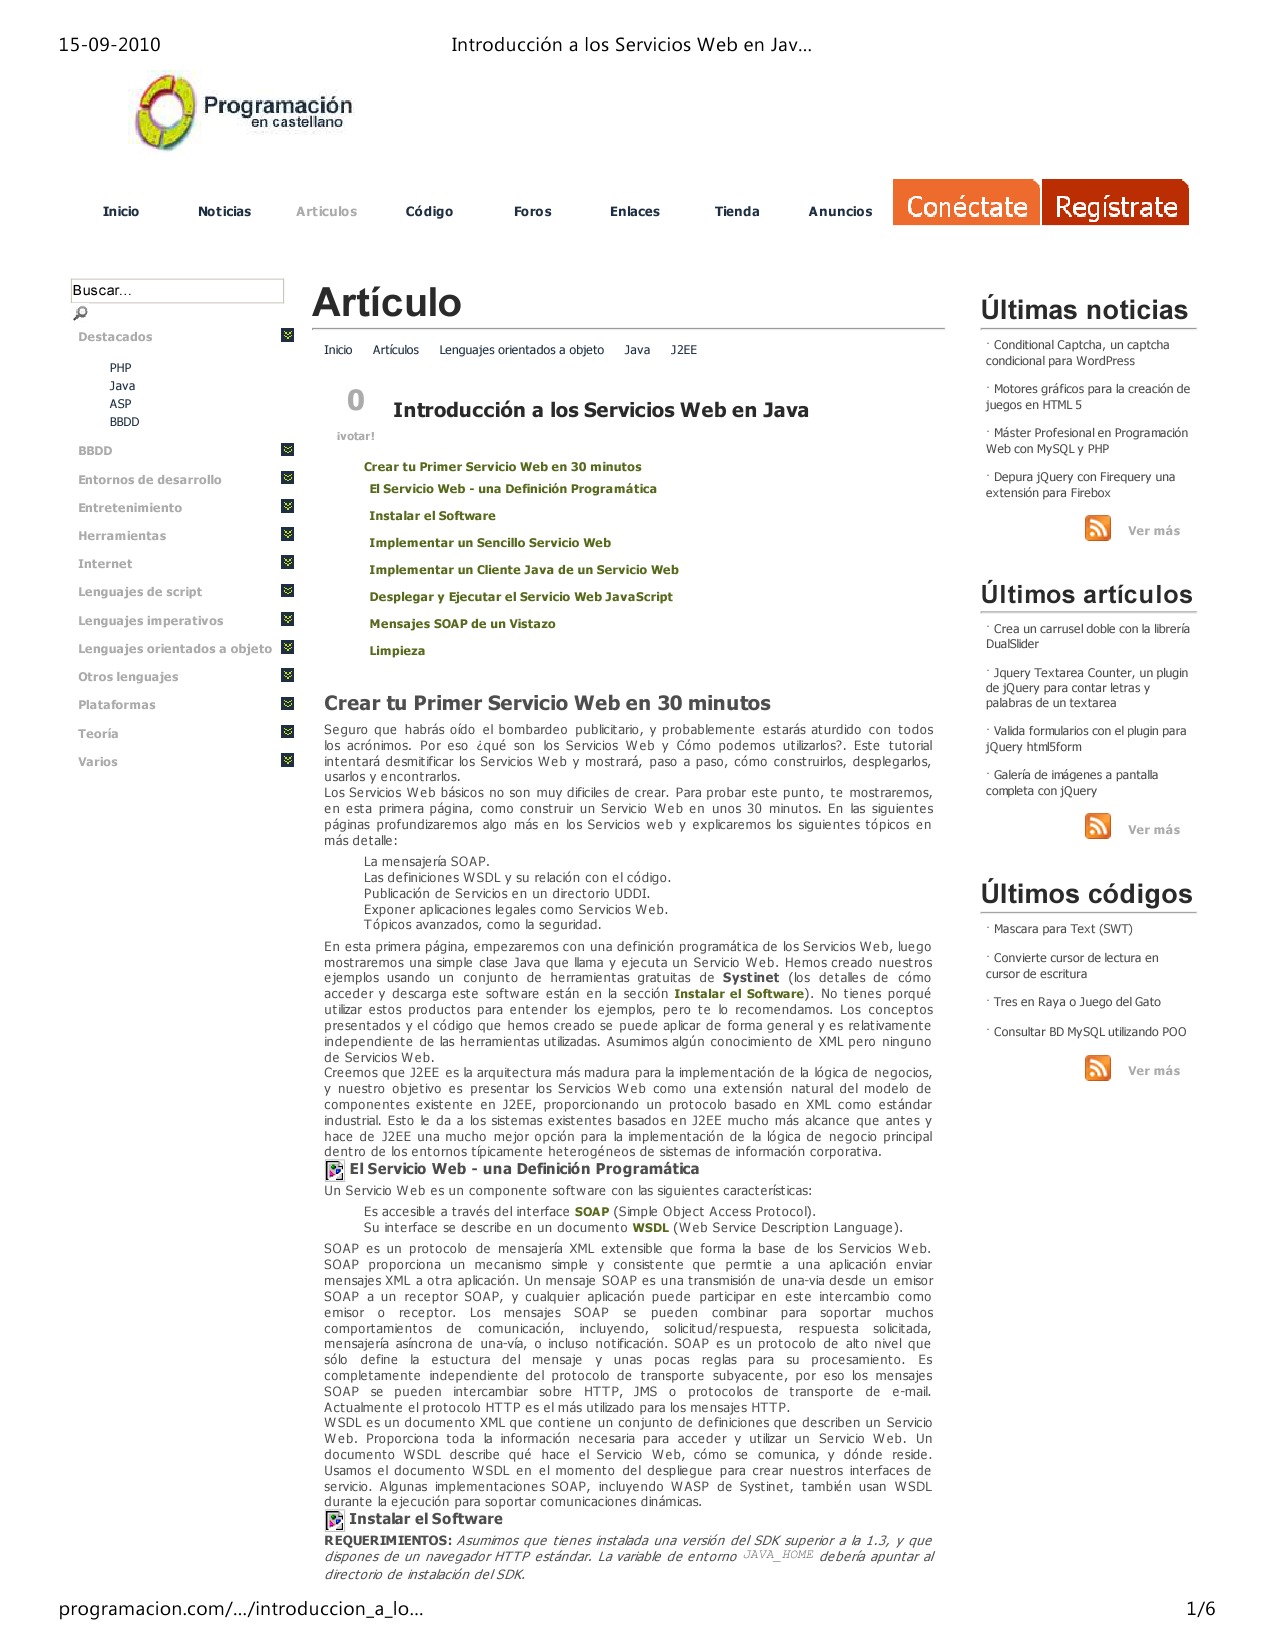 15-09-2010
Introducción a los Servicios Web en Jav...
Programación
en castellano
Inicio Noticias Articulos Código Foros Enlaces Tienda Anuncios Conéctate Regístrate
Buscar...
Destacados
PHP
Java
ASP
BBDD
BBDD
Entornos de desarrollo
Entretenimiento
Herramientas
Internet
Lenguajes de script
Lenguajes imperativos
Lenguajes orientados a objeto
Otros lenguajes
Plataformas
Teoría
Varios
Artículo
Inicio Artículos Lenguajes orientados a objeto Java J2EE
0
¡votar!
Introducción a los Servicios Web en Java
Crear tu Primer Servicio Web en 30 minutos
El Servicio Web - una Definición Programática
Instalar el Software
Implementar un Sencillo Servicio Web
Implementar un Cliente Java de un Servicio Web
Desplegar y Ejecutar el Servicio Web JavaScript
Mensajes SOAP de un Vistazo
Limpieza
Crear tu Primer Servicio Web en 30 minutos
Seguro que habrás oído el bombardeo publicitario, y probablemente estarás aturdido con todos
los acrónimos. Por eso ¿qué son los Servicios Web y Cómo podemos utilizarlos?. Este tutorial
intentará desmitificar los Servicios Web y mostrará, paso a paso, cómo construirlos, desplegarlos,
usarlos y encontrarlos.
Los Servicios Web básicos no son muy dificiles de crear. Para probar este punto, te mostraremos,
en esta primera página, como construir un Servicio Web en unos 30 minutos. En las siguientes
páginas profundizaremos algo más en los Servicios web y explicaremos los siguientes tópicos en
más detalle:
La mensajería SOAP.
Las definiciones WSDL y su relación con el código.
Publicación de Servicios en un directorio UDDI.
Exponer aplicaciones legales como Servicios Web.
Tópicos avanzados, como la seguridad.
En esta primera página, empezaremos con una definición programática de los Servicios Web, luego
mostraremos una simple clase Java que llama y ejecuta un Servicio Web. Hemos creado nuestros
ejemplos usando un conjunto de herramientas gratuitas de Systinet (los detalles de cómo
acceder y descarga este software están en la sección Instalar el Software). No tienes porqué
utilizar estos productos para entender los ejemplos, pero te lo recomendamos. Los conceptos
presentados y el código que hemos creado se puede aplicar de forma general y es relativamente
independiente de las herramientas utilizadas. Asumimos algún conocimiento de XML pero ninguno
de Servicios Web.
Creemos que J2EE es la arquitectura más madura para la implementación de la lógica de negocios,
y nuestro objetivo es presentar los Servicios Web como una extensión natural del modelo de
componentes existente en J2EE, proporcionando un protocolo basado en XML como estándar
industrial. Esto le da a los sistemas existentes basados en J2EE mucho más alcance que antes y
hace de J2EE una mucho mejor opción para la implementación de la lógica de negocio principal
dentro de los entornos típicamente heterogéneos de sistemas de información corporativa.
El Servicio Web - una Definición Programática
Un Servicio Web es un componente software con las siguientes características:
Es accesible a través del interface SOAP (Simple Object Access Protocol).
Su interface se describe en un documento WSDL (Web Service Description Language).
SOAP es un protocolo de mensajería XML extensible que forma la base de los Servicios Web.
SOAP proporciona un mecanismo simple y consistente que permtie a una aplicación enviar
mensajes XML a otra aplicación. Un mensaje SOAP es una transmisión de una-via desde un emisor
SOAP a un receptor SOAP, y cualquier aplicación puede participar en este intercambio como
emisor o receptor. Los mensajes SOAP se pueden combinar para soportar muchos
comportamientos de comunicación, incluyendo, solicitud/respuesta, respuesta solicitada,
mensajería asíncrona de una-vía, o incluso notificación. SOAP es un protocolo de alto nivel que
sólo define la estuctura del mensaje y unas pocas reglas para su procesamiento. Es
completamente independiente del protocolo de transporte subyacente, por eso los mensajes
SOAP se pueden intercambiar sobre HTTP, JMS o protocolos de transporte de e-mail.
Actualmente el protocolo HTTP es el más utilizado para los mensajes HTTP.
WSDL es un documento XML que contiene un conjunto de definiciones que describen un Servicio
Web. Proporciona toda la información necesaria para acceder y utilizar un Servicio Web. Un
documento WSDL describe qué hace el Servicio Web, cómo se comunica, y dónde reside.
Usamos el documento WSDL en el momento del despliegue para crear nuestros interfaces de
servicio. Algunas implementaciones SOAP, incluyendo WASP de Systinet, también usan WSDL
durante la ejecución para soportar comunicaciones dinámicas.
Instalar el Software
REQUERIMIENTOS: Asumimos que tienes instalada una versión del SDK superior a la 1.3, y que
dispones de un navegador HTTP estándar. La variable de entorno JAVA_HOME debería apuntar al
directorio de instalación del SDK.
Últimas noticias
· Conditional Captcha, un captcha
condicional para WordPress
· Motores gráficos para la creación de
juegos en HTML 5
· Máster Profesional en Programación
Web con MySQL y PHP
· Depura jQuery con Firequery una
extensión para Firebox
Ver más
Últimos artículos
· Crea un carrusel doble con la librería
DualSlider
· Jquery Textarea Counter, un plugin
de jQuery para contar letras y
palabras de un textarea
· Valida formularios con el plugin para
jQuery html5form
· Galería de imágenes a pantalla
completa con jQuery
Ver más
Últimos códigos
· Mascara para Text (SWT)
· Convierte cursor de lectura en
cursor de escritura
· Tres en Raya o Juego del Gato
· Consultar BD MySQL utilizando POO
Ver más
programacion.com/.../introduccion_a_lo...
1/6